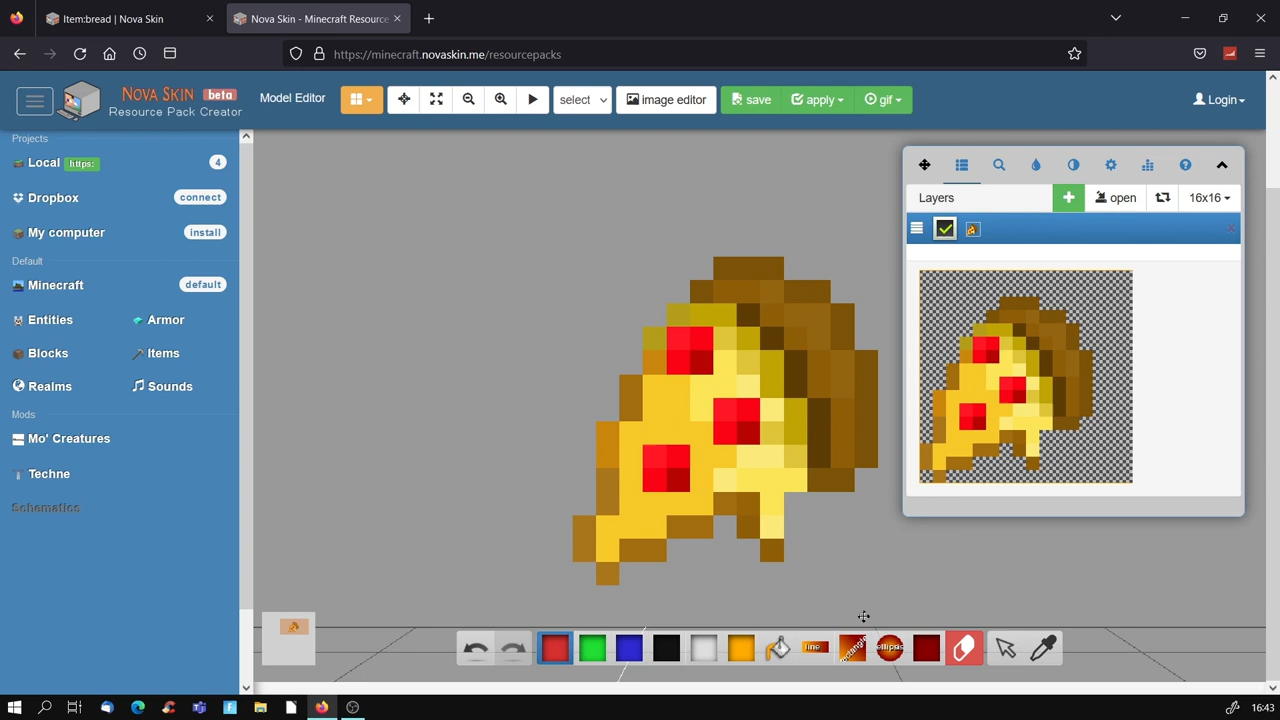 Item:bread | Nova Skin
Nova Skin - Minecraft Resource
https://minecraft.novaskin.me/resourcepacks
NOVA SKIN beta
Resource Pack Creator
Model Editor
select
image editor
save
apply
gif
Login
Projects
Local https: 4
Dropbox connect
My computer install
Default
Minecraft default
Entities Armor
Blocks Items
Realms Sounds
Mods
Mo' Creatures
Techne
Schematics
Layers
open
16x16
line
rectangle
ellipsis
16:43